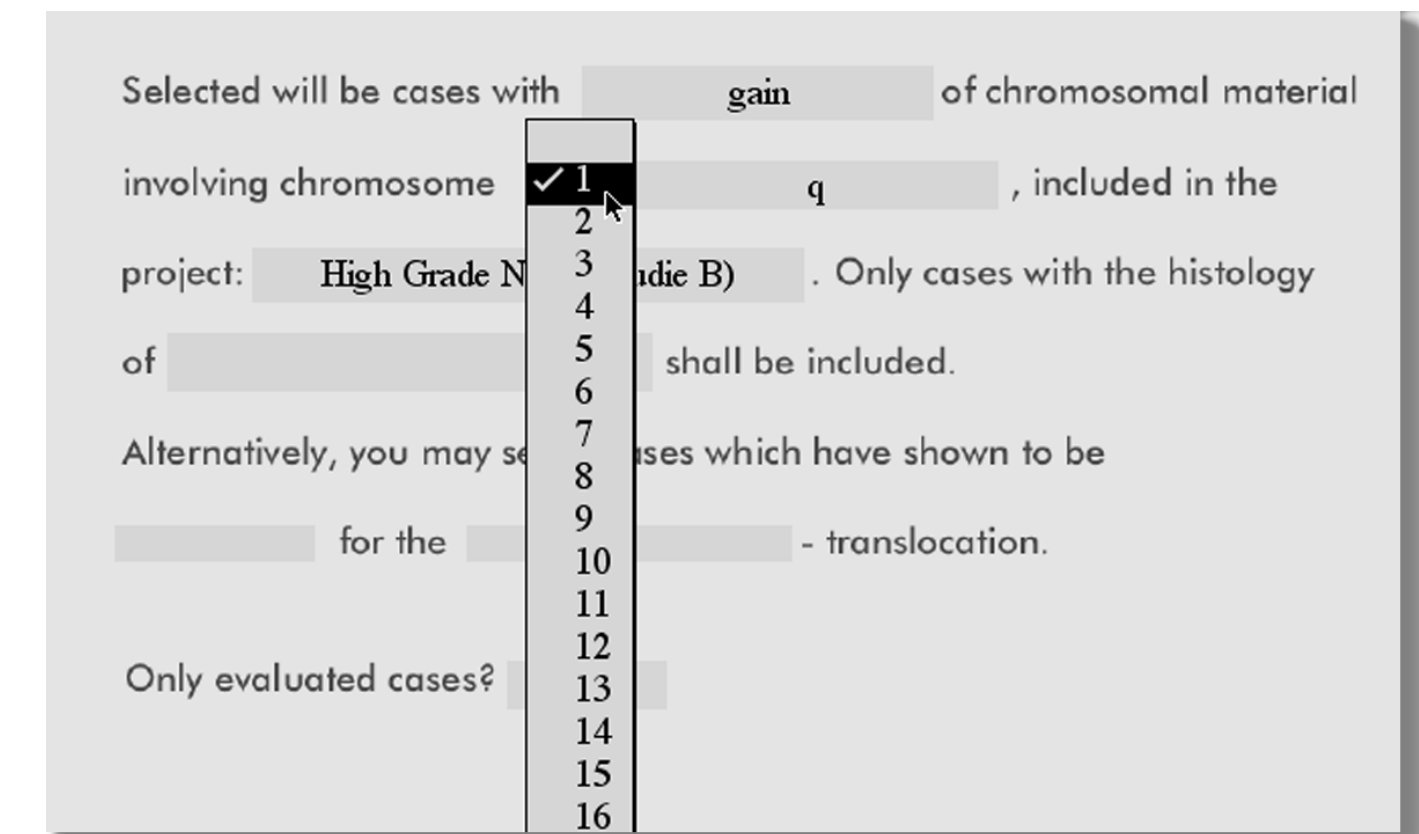 Selected will be cases with gain of chromosomal material
involving chromosome ✓ 1 q , included in the
2
project: High Grade udie B) . Only cases with the histology
3
4
of shall be included.
5
6
7
Alternatively, you may which have shown to be
8
9
for the - translocation.
10
11
12
Only evaluated cases?
13
14
15
16